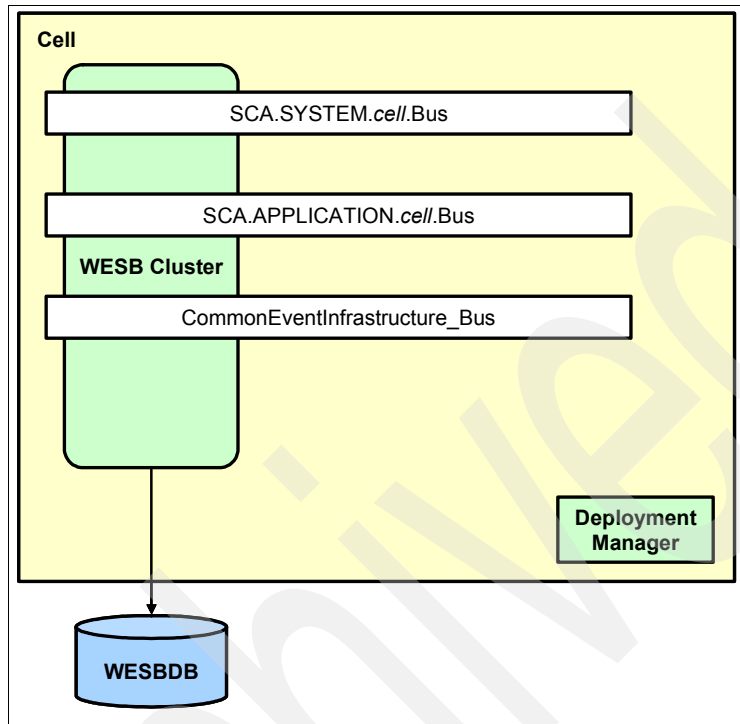 Cell
SCA.SYSTEM.cell.Bus
SCA.APPLICATION.cell.Bus
WESB Cluster
CommonEventInfrastructure_Bus
Deployment
Manager
WESBDB